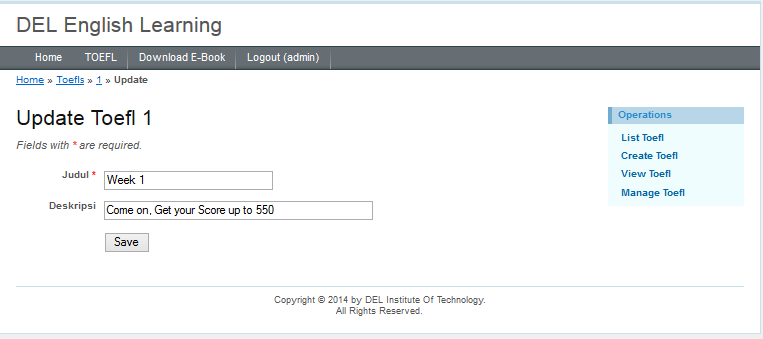 DEL English Learning
Home TOEFL Download E-Book Logout (admin)
Home » Toefls » 1 » Update
Update Toefl 1
Fields with * are required.
Judul * Week 1
Deskripsi Come on, Get your Score up to 550
Save
Operations
List Toefl
Create Toefl
View Toefl
Manage Toefl
Copyright © 2014 by DEL Institute Of Technology.
All Rights Reserved.